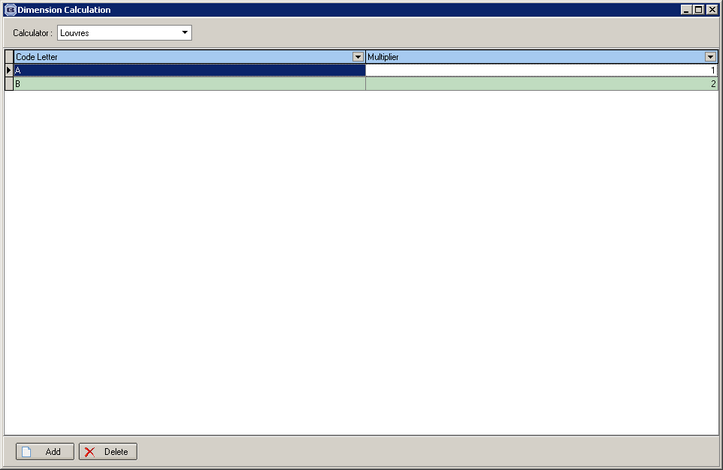 Dimension Calculation
Calculator : Louvres
Code Letter Multiplier
A 1
B 2
Add Delete